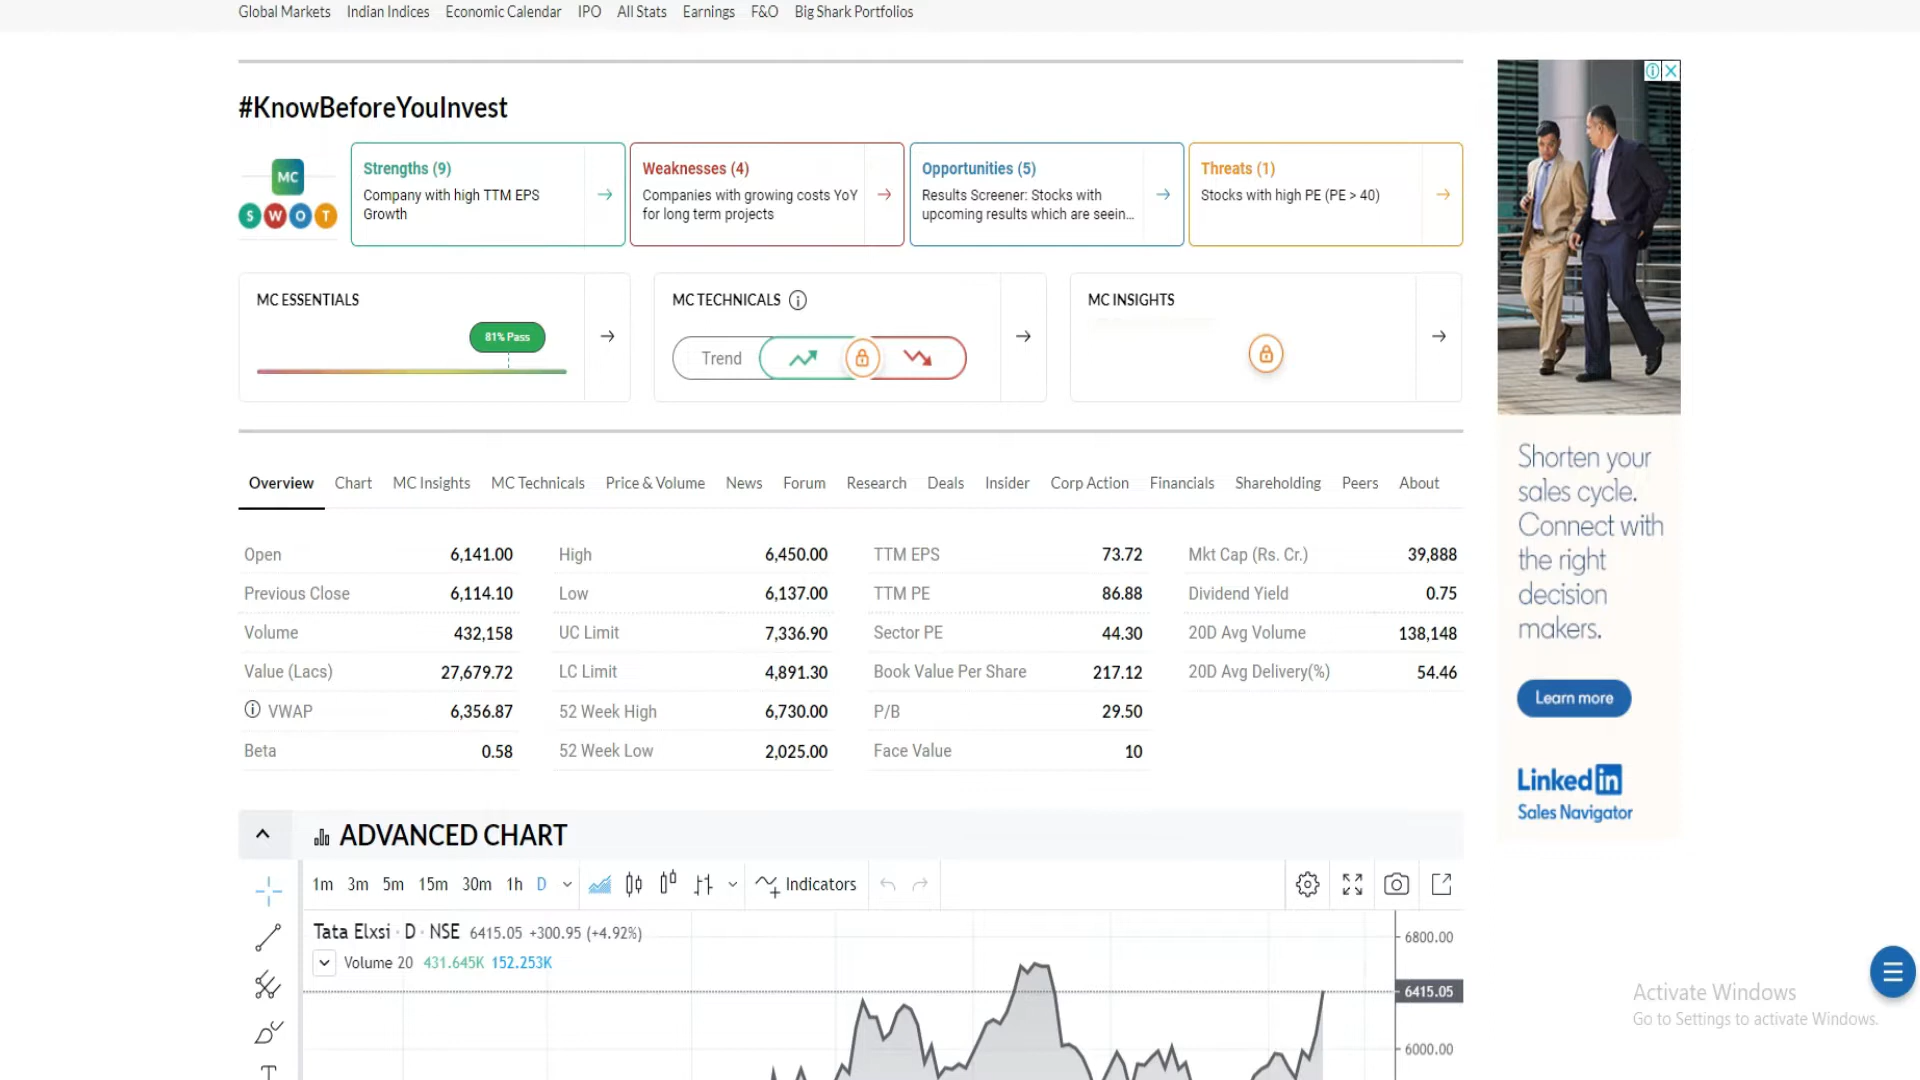 Global Markets Indian Indices Economic Calendar IPO All Stats Earnings F&O Big Shark Portfolios
#KnowBeforeYouInvest
MC
S W O T
Strengths (9)
Company with high TTM EPS
Growth
Weaknesses (4)
Companies with growing costs YoY
for long term projects
Opportunities (5)
Results Screener: Stocks with
upcoming results which are seein...
Threats (1)
Stocks with high PE (PE > 40)
MC ESSENTIALS
81% Pass
MC TECHNICALS
Trend
MC INSIGHTS
Overview Chart MC Insights MC Technicals Price & Volume News Forum Research Deals Insider Corp Action Financials Shareholding Peers About
Open 6,141.00 High 6,450.00 TTM EPS 73.72 Mkt Cap (Rs. Cr.) 39,888
Previous Close 6,114.10 Low 6,137.00 TTM PE 86.88 Dividend Yield 0.75
Volume 432,158 UC Limit 7,336.90 Sector PE 44.30 20D Avg Volume 138,148
Value (Lacs) 27,679.72 LC Limit 4,891.30 Book Value Per Share 217.12 20D Avg Delivery(%) 54.46
VWAP 6,356.87 52 Week High 6,730.00 P/B 29.50
Beta 0.58 52 Week Low 2,025.00 Face Value 10
ADVANCED CHART
1m 3m 5m 15m 30m 1h D Indicators
Tata Elxsi · D · NSE 6415.05 +300.95 (+4.92%)
Volume 20 431.645K 152.253K
6800.00
6415.05
6000.00
Shorten your
sales cycle.
Connect with
the right
decision
makers.
Learn more
Linked in
Sales Navigator
Activate Windows
Go to Settings to activate Windows.